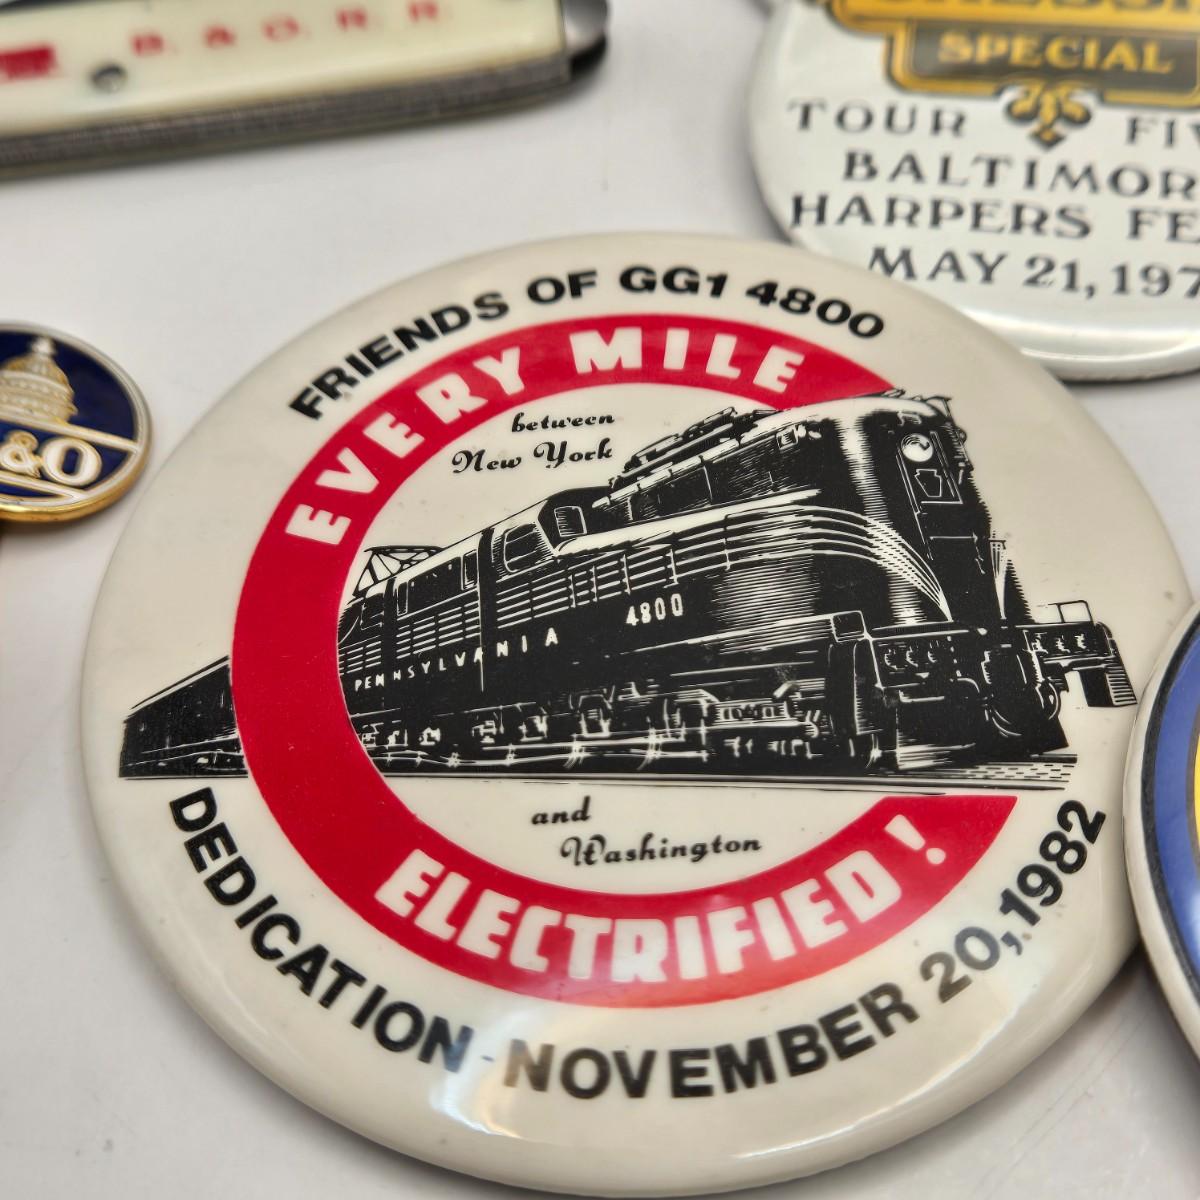 B. & O. R. R.
SPECIAL
TOUR
BALTIMOR
HARPERS FE
MAY 21, 197
&O
FRIENDS OF GG1 4800
EVERY MILE
between
New York
PENNSYLVANIA 4800
and
Washington
ELECTRIFIED!
DEDICATION - NOVEMBER 20, 1982